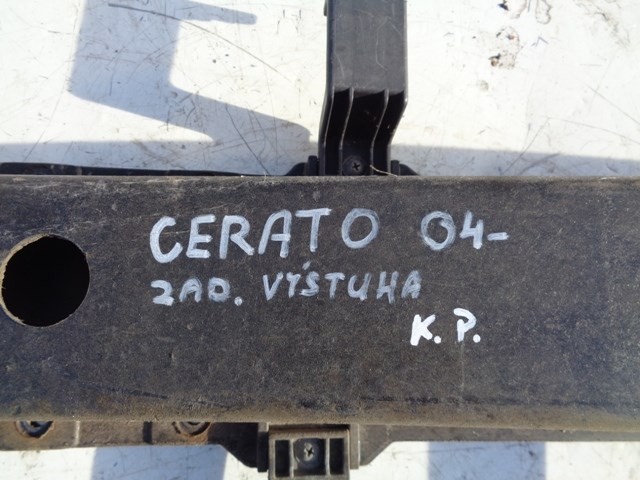 CERATO 04-
ZAD. VÝSTUHA
K.P.